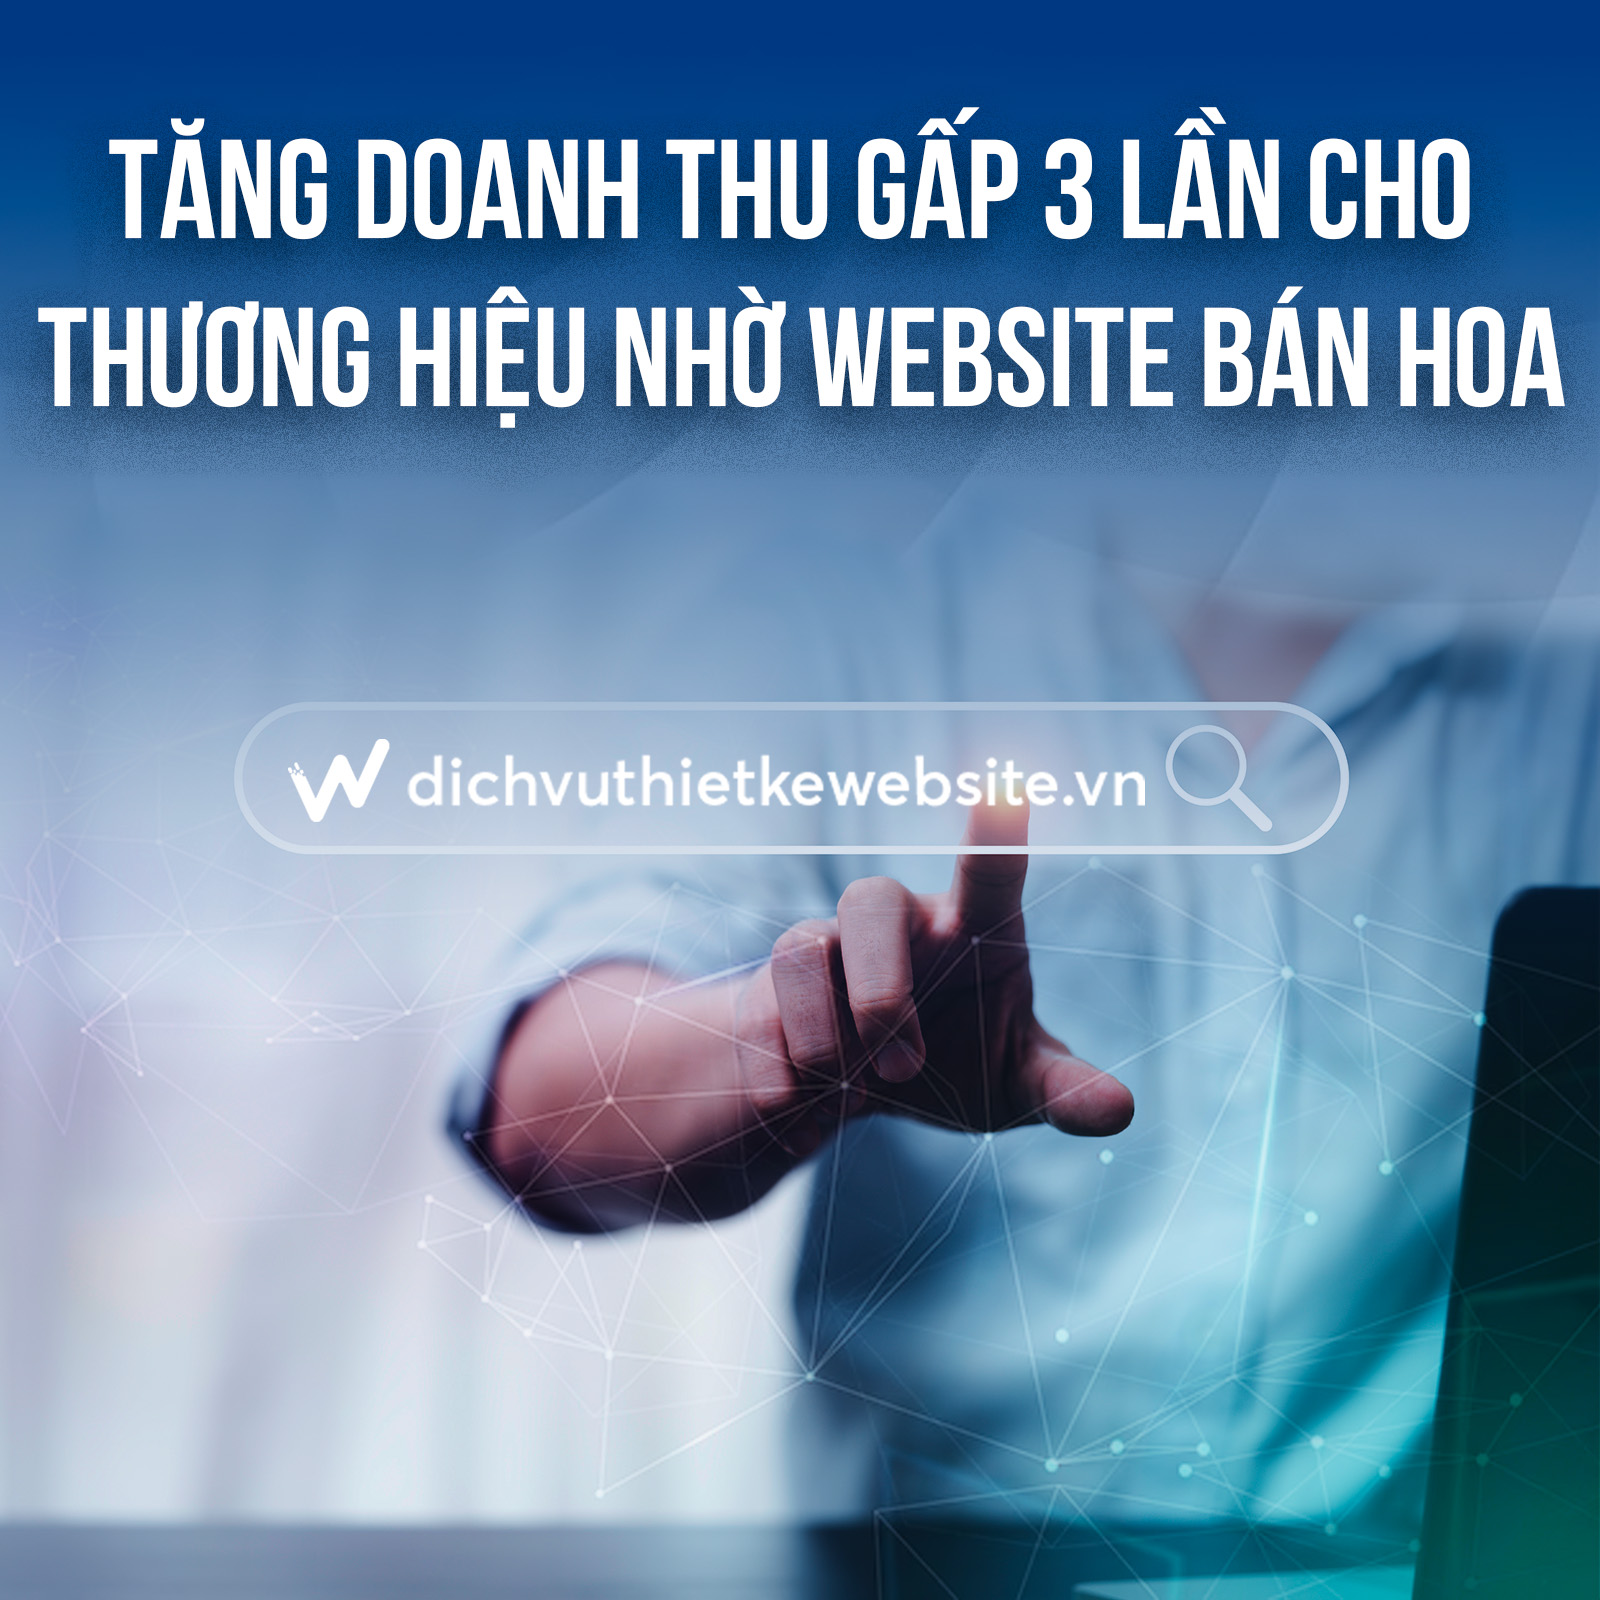 TĂNG DOANH THU GẤP 3 LẦN CHO
THƯƠNG HIỆU NHỜ WEBSITE BÁN HOA
dichvuthietkewebsite.vn